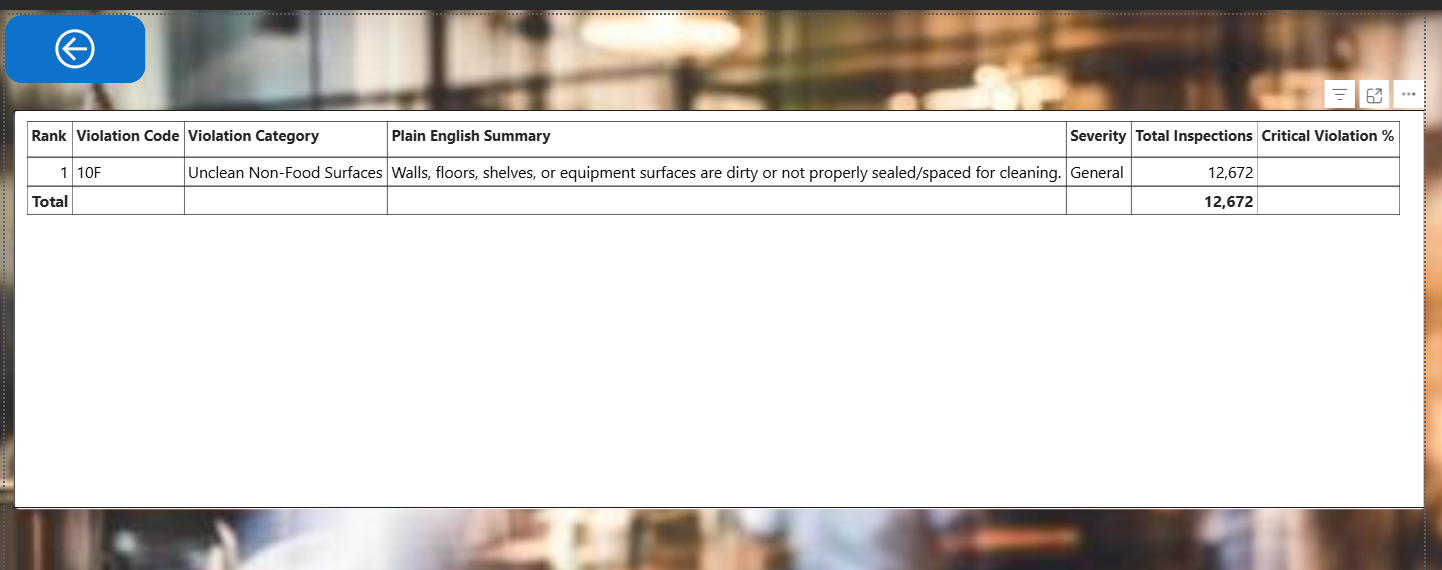 Rank Violation Code Violation Category Plain English Summary Severity Total Inspections Critical Violation %
1 10F Unclean Non-Food Surfaces Walls, floors, shelves, or equipment surfaces are dirty or not properly sealed/spaced for cleaning. General 12,672
Total 12,672